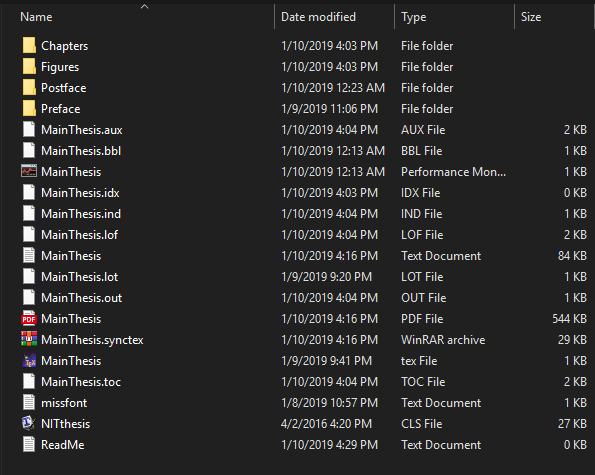 Name Date modified Type Size
Chapters 1/10/2019 4:03 PM File folder
Figures 1/10/2019 4:03 PM File folder
Postface 1/10/2019 12:23 AM File folder
Preface 1/9/2019 11:06 PM File folder
MainThesis.aux 1/10/2019 4:04 PM AUX File 2 KB
MainThesis.bbl 1/10/2019 12:13 AM BBL File 1 KB
MainThesis 1/10/2019 12:13 AM Performance Mon... 1 KB
MainThesis.idx 1/10/2019 4:03 PM IDX File 0 KB
MainThesis.ind 1/10/2019 4:04 PM IND File 1 KB
MainThesis.lof 1/10/2019 4:04 PM LOF File 2 KB
MainThesis 1/10/2019 4:16 PM Text Document 84 KB
MainThesis.lot 1/9/2019 9:20 PM LOT File 1 KB
MainThesis.out 1/10/2019 4:04 PM OUT File 1 KB
PDF MainThesis 1/10/2019 4:16 PM PDF File 544 KB
MainThesis.synctex 1/10/2019 4:16 PM WinRAR archive 29 KB
MainThesis 1/9/2019 9:41 PM tex File 1 KB
MainThesis.toc 1/10/2019 4:04 PM TOC File 2 KB
missfont 1/8/2019 10:57 PM Text Document 1 KB
NITthesis 4/2/2016 4:20 PM CLS File 27 KB
ReadMe 1/10/2019 4:29 PM Text Document 0 KB